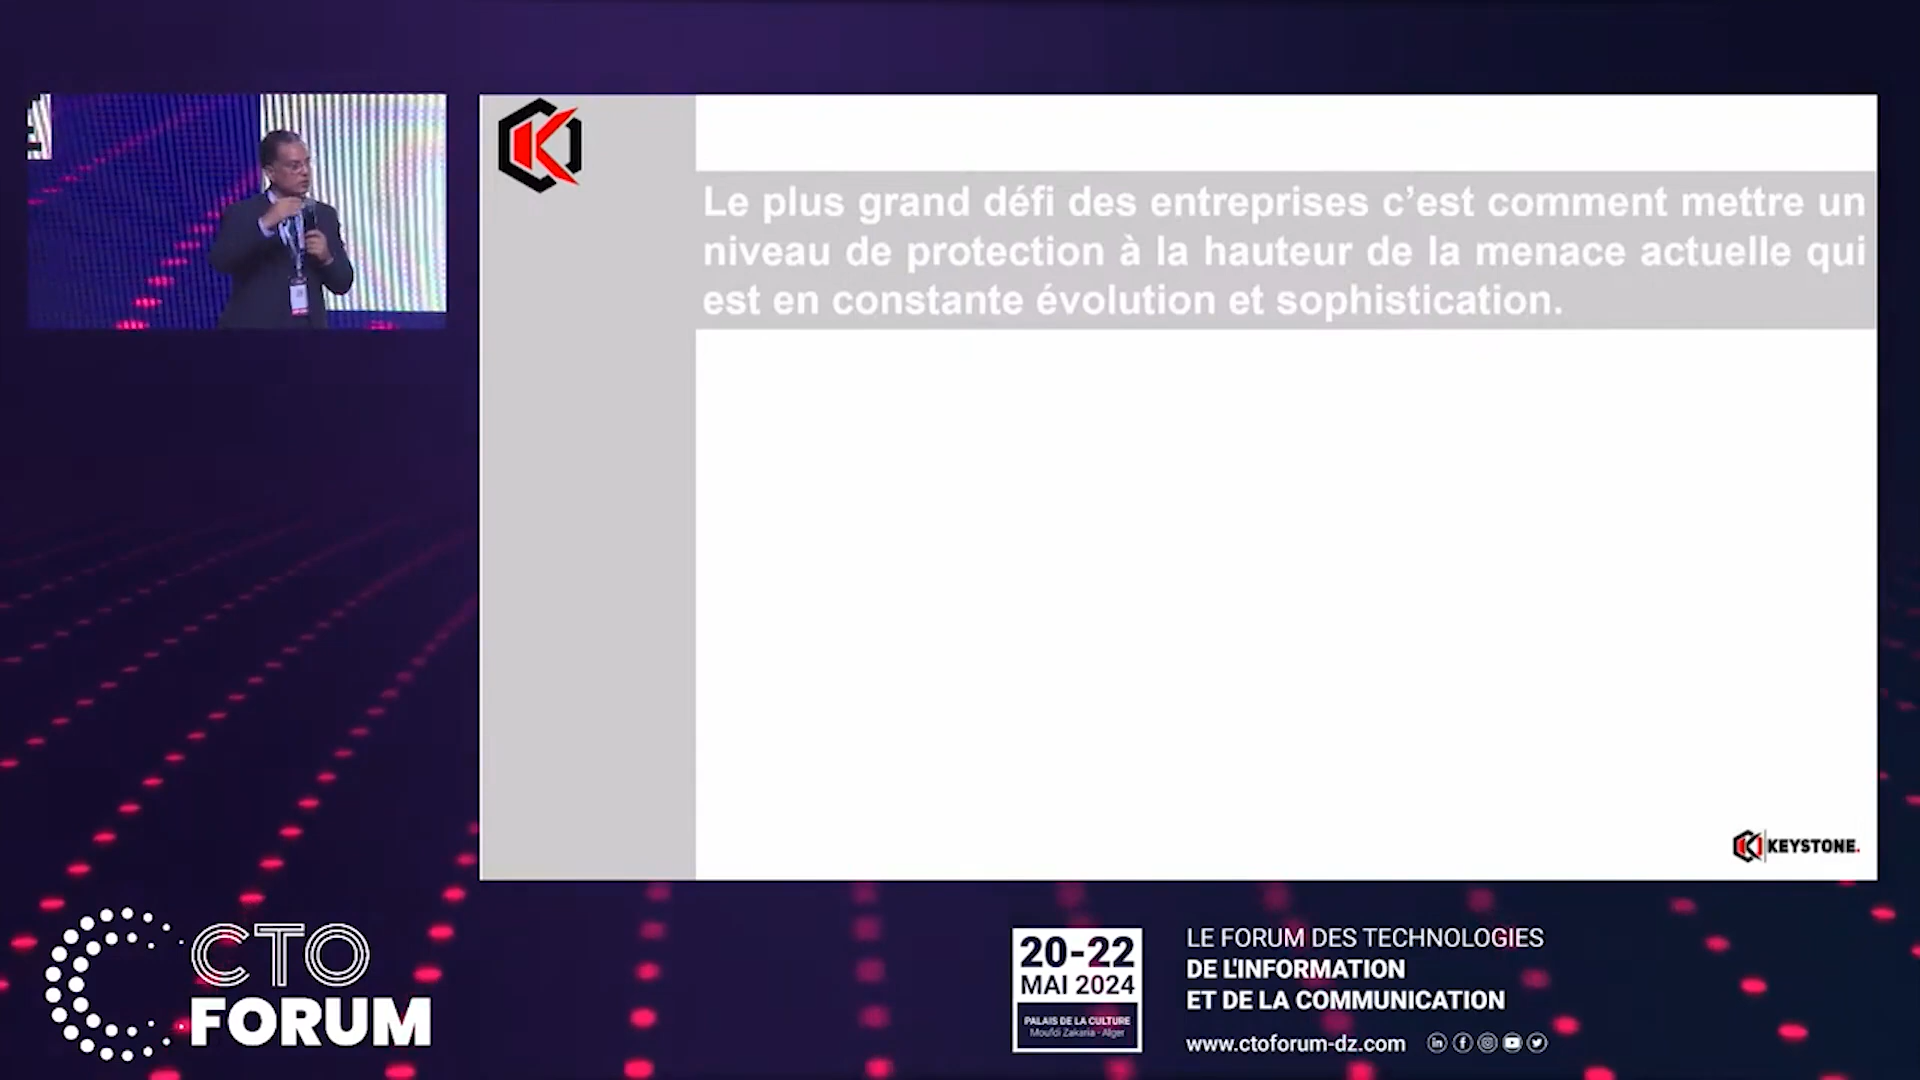 Le plus grand défi des entreprises c’est comment mettre un
niveau de protection à la hauteur de la menace actuelle qui
est en constante évolution et sophistication.
KEYSTONE.
CTO
FORUM
20-22
MAI 2024
PALAIS DE LA CULTURE
Moufdi Zakaria - Alger
LE FORUM DES TECHNOLOGIES
DE L'INFORMATION
ET DE LA COMMUNICATION
www.ctoforum-dz.com